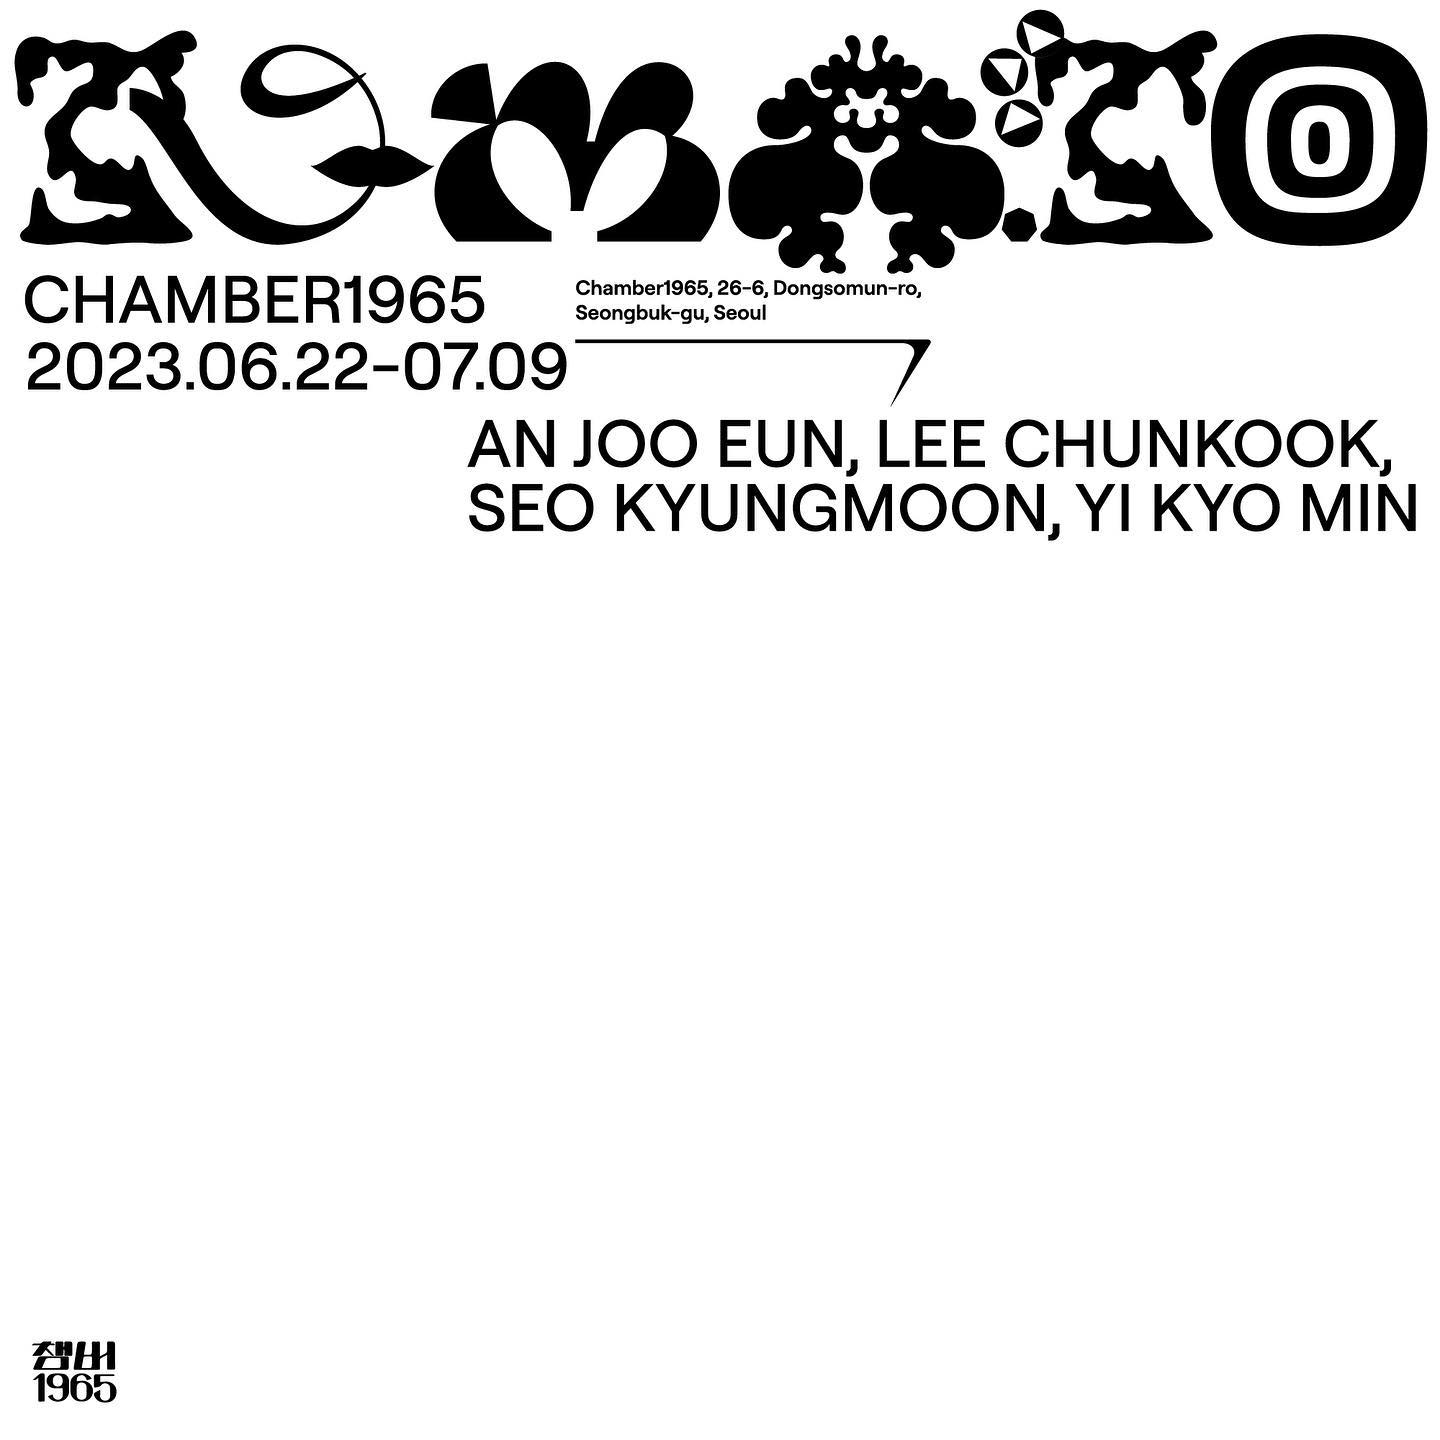 CHAMBER1965
2023.06.22-07.09
Chamber1965, 26-6, Dongsomun-ro,
Seongbuk-gu, Seoul
AN JOO EUN, LEE CHUNKOOK,
SEO KYUNGMOON, YI KYO MIN
챔버
1965